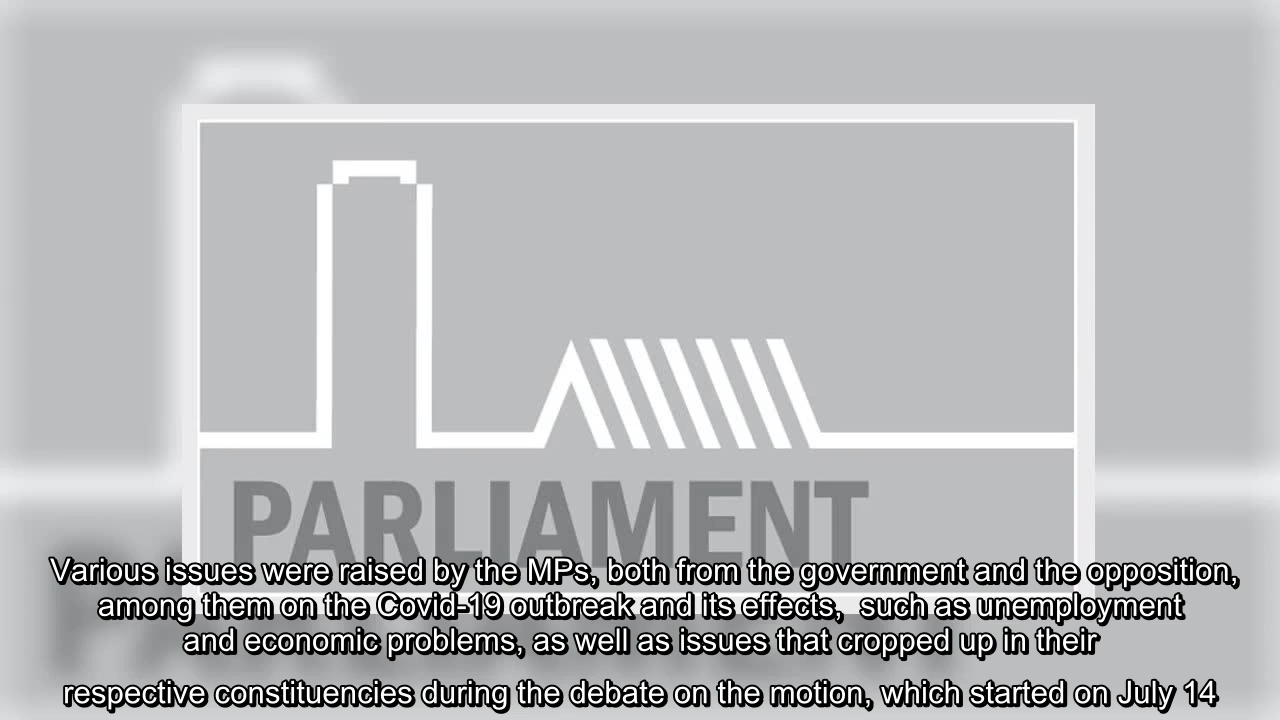 PARLIAMENT
Various issues were raised by the MPs, both from the government and the opposition,
among them on the Covid-19 outbreak and its effects,  such as unemployment
and economic problems, as well as issues that cropped up in their
respective constituencies during the debate on the motion, which started on July 14